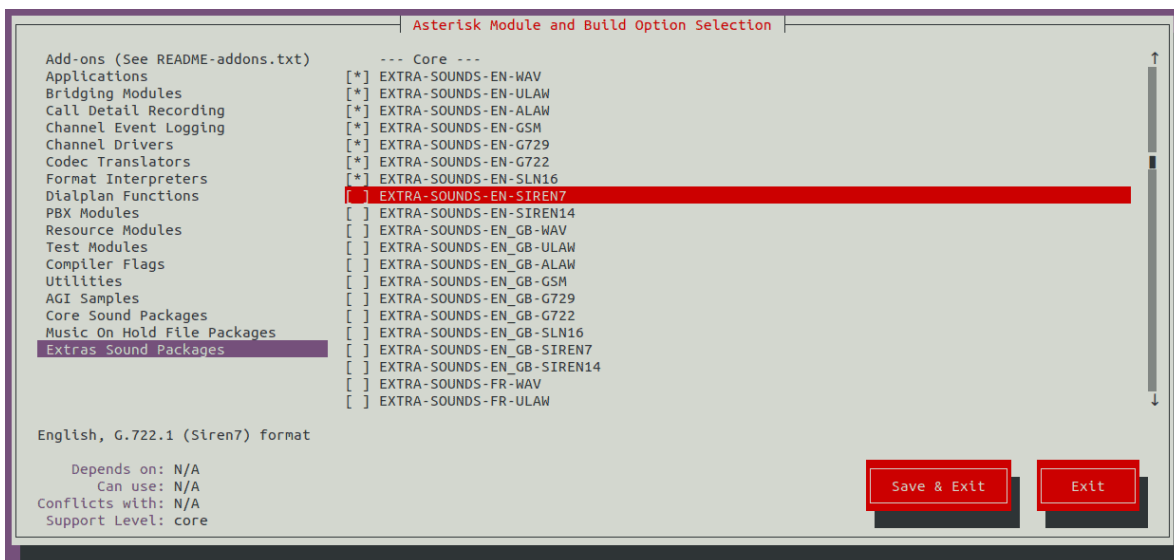 Asterisk Module and Build Option Selection
Add-ons (See README-addons.txt)
Applications
Bridging Modules
Call Detail Recording
Channel Event Logging
Channel Drivers
Codec Translators
Format Interpreters
Dialplan Functions
PBX Modules
Resource Modules
Test Modules
Compiler Flags
Utilities
AGI Samples
Core Sound Packages
Music On Hold File Packages
Extras Sound Packages
--- Core ---
[*] EXTRA-SOUNDS-EN-WAV
[*] EXTRA-SOUNDS-EN-ULAW
[*] EXTRA-SOUNDS-EN-ALAW
[*] EXTRA-SOUNDS-EN-GSM
[*] EXTRA-SOUNDS-EN-G729
[*] EXTRA-SOUNDS-EN-G722
[*] EXTRA-SOUNDS-EN-SLN16
[ ] EXTRA-SOUNDS-EN-SIREN7
[ ] EXTRA-SOUNDS-EN-SIREN14
[ ] EXTRA-SOUNDS-EN_GB-WAV
[ ] EXTRA-SOUNDS-EN_GB-ULAW
[ ] EXTRA-SOUNDS-EN_GB-ALAW
[ ] EXTRA-SOUNDS-EN_GB-GSM
[ ] EXTRA-SOUNDS-EN_GB-G729
[ ] EXTRA-SOUNDS-EN_GB-G722
[ ] EXTRA-SOUNDS-EN_GB-SLN16
[ ] EXTRA-SOUNDS-EN_GB-SIREN7
[ ] EXTRA-SOUNDS-EN_GB-SIREN14
[ ] EXTRA-SOUNDS-FR-WAV
[ ] EXTRA-SOUNDS-FR-ULAW
English, G.722.1 (Siren7) format
Depends on: N/A
Can use: N/A
Conflicts with: N/A
Support Level: core
Save & Exit
Exit